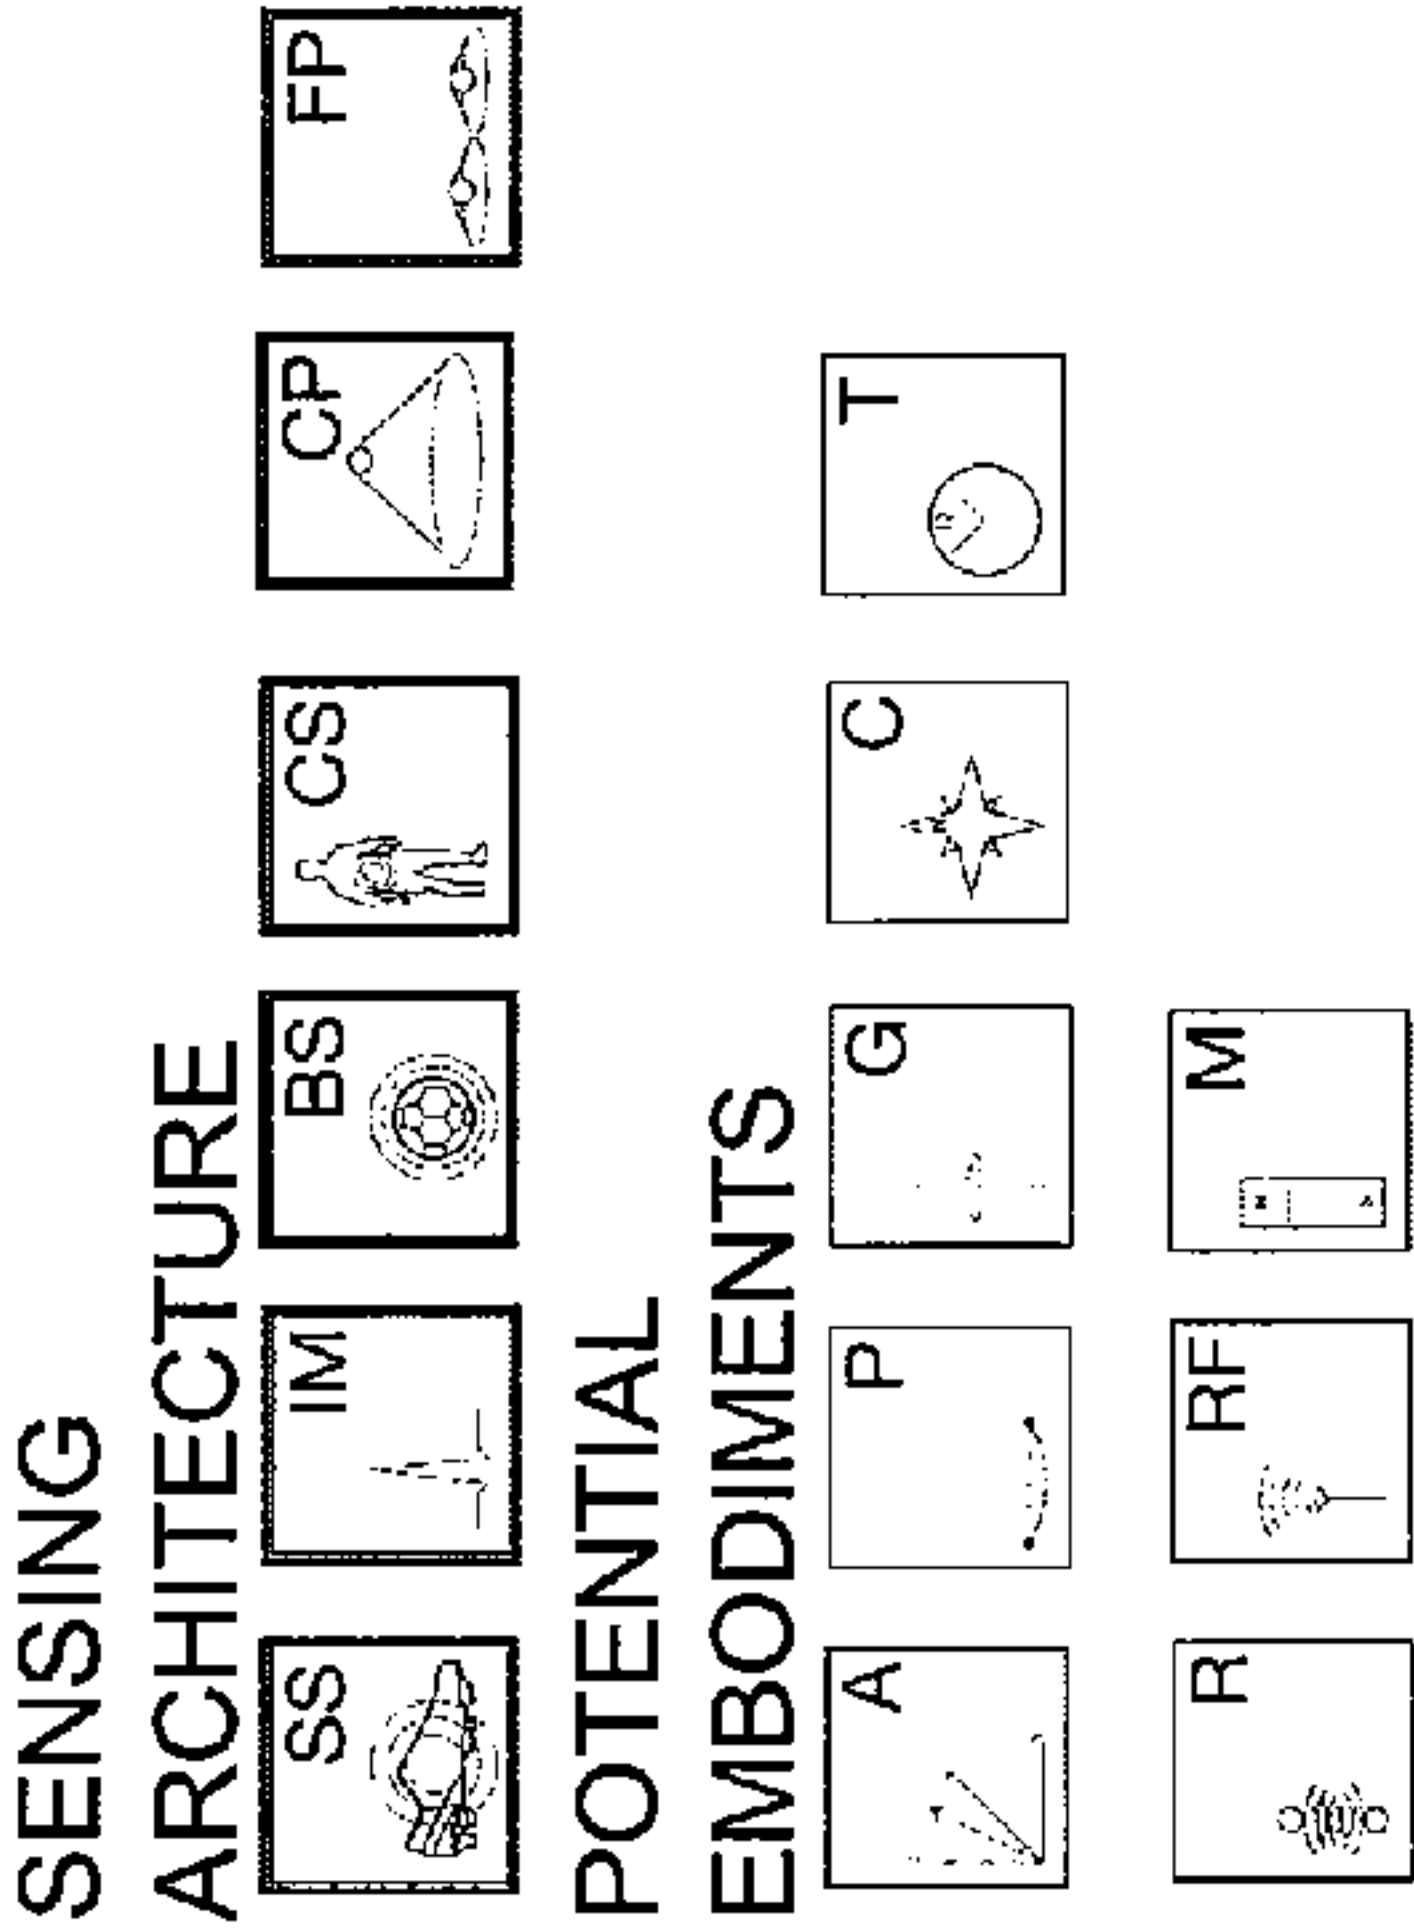 SENSING
ARCHITECTURE
SS IM BS CS CP FP
POTENTIAL
EMBODIMENTS
A P G C T
R RF M